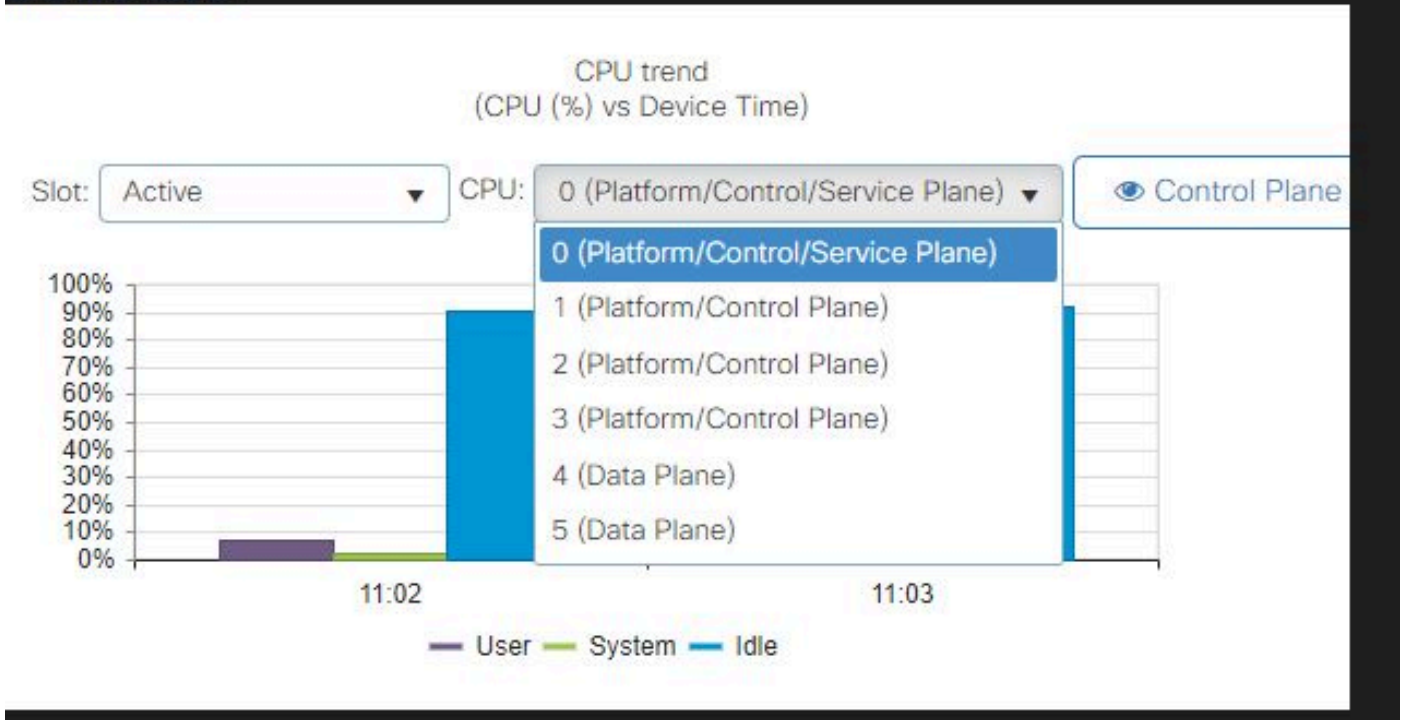 CPU trend
(CPU (%) vs Device Time)
Slot: Active CPU: 0 (Platform/Control/Service Plane) Control Plane
0 (Platform/Control/Service Plane)
1 (Platform/Control Plane)
2 (Platform/Control Plane)
3 (Platform/Control Plane)
4 (Data Plane)
5 (Data Plane)
100%
90%
80%
70%
60%
50%
40%
30%
20%
10%
0%
11:02 11:03
User System Idle